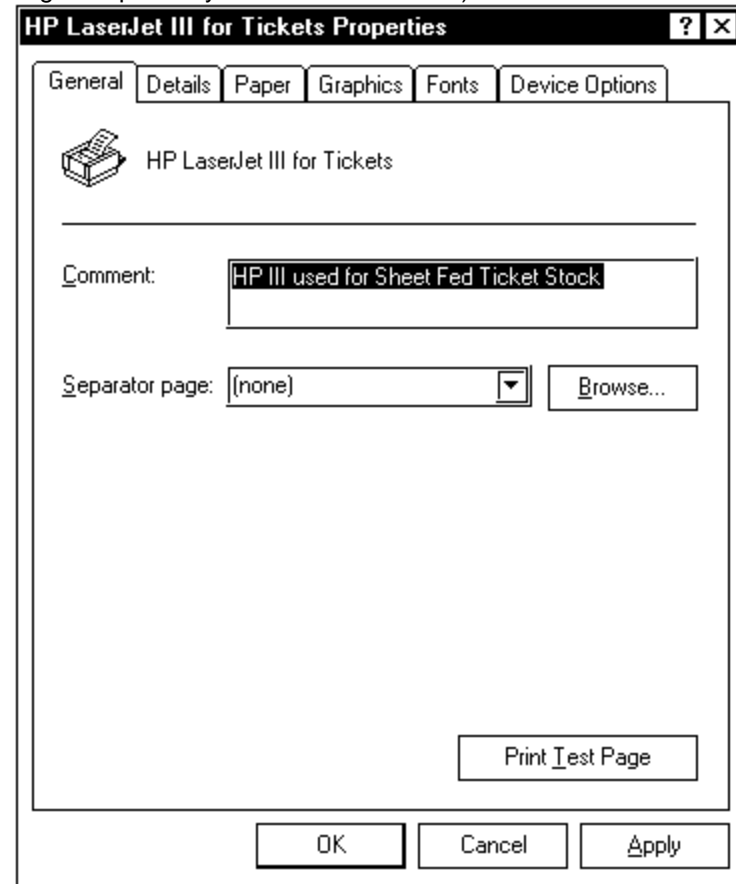 HP LaserJet III for Tickets Properties ? X
General Details Paper Graphics Fonts Device Options
HP LaserJet III for Tickets
Comment: HP III used for Sheet Fed Ticket Stock
Separator page: (none) Browse...
Print Test Page
OK Cancel Apply